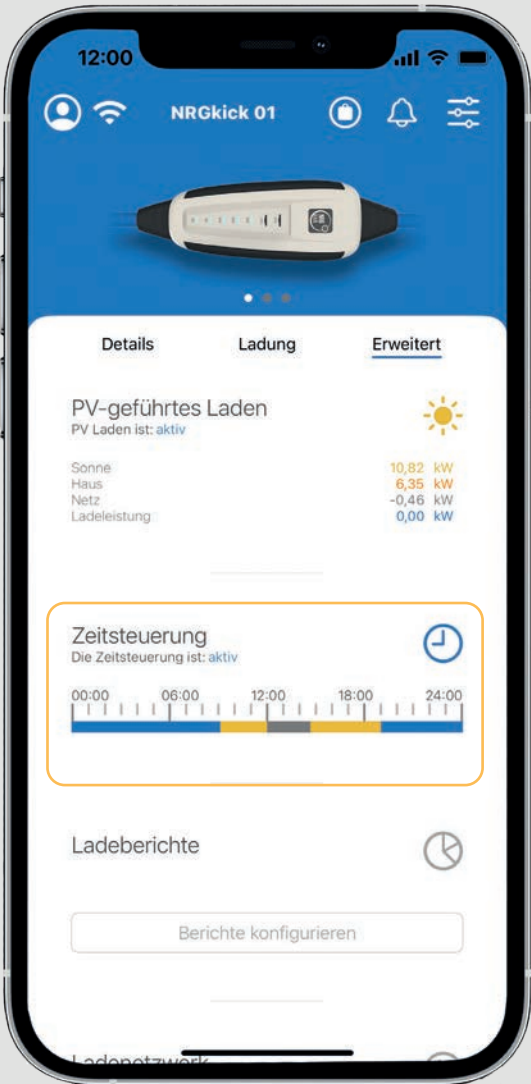 12:00
NRGkick 01
Details Ladung Erweitert
PV-geführtes Laden
PV Laden ist: aktiv
Sonne 10,82 kW
Haus 6,35 kW
Netz -0,46 kW
Ladeleistung 0,00 kW
Zeitsteuerung
Die Zeitsteuerung ist: aktiv
00:00 06:00 12:00 18:00 24:00
Ladeberichte
Berichte konfigurieren
Ladenetzwerk